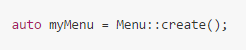 auto myMenu = Menu::create();